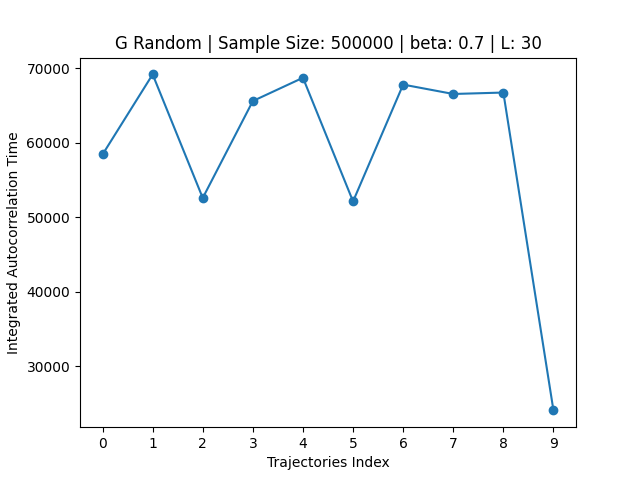 G Random | Sample Size: 500000 | beta: 0.7 | L: 30
Integrated Autocorrelation Time
70000
60000
50000
40000
30000
0 1 2 3 4 5 6 7 8 9
Trajectories Index